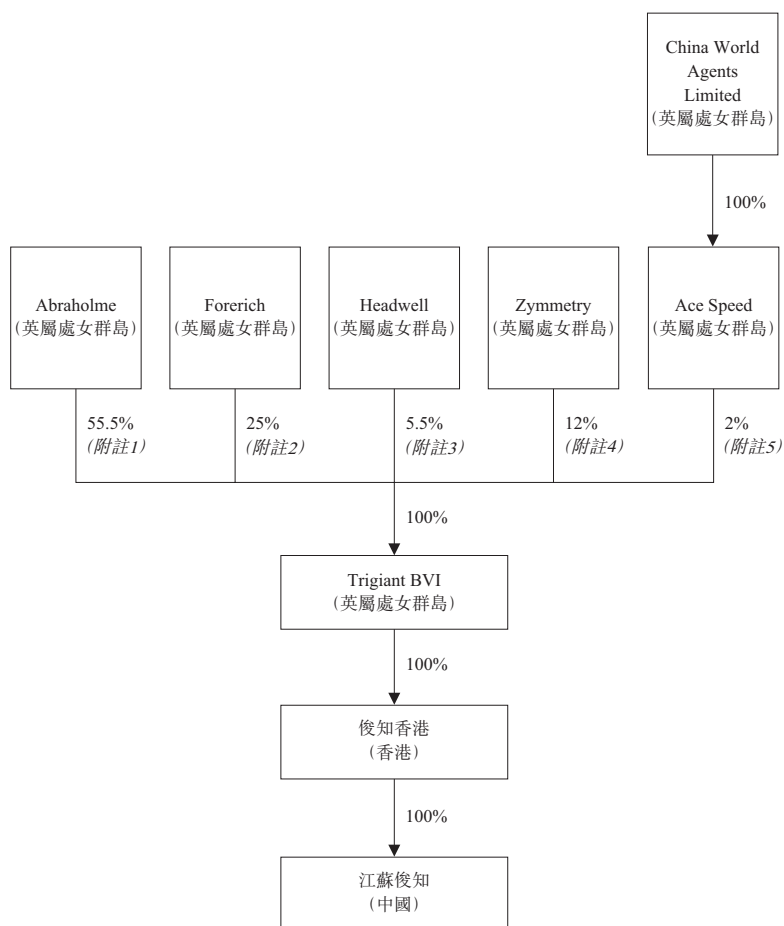 China World
Agents
Limited
(英屬處女群島)
100%
Abraholme
(英屬處女群島)
Forerich
(英屬處女群島)
Headwell
(英屬處女群島)
Zymmetry
(英屬處女群島)
Ace Speed
(英屬處女群島)
55.5%
(附註1)
25%
(附註2)
5.5%
(附註3)
12%
(附註4)
2%
(附註5)
100%
Trigiant BVI
(英屬處女群島)
100%
俊知香港
(香港)
100%
江蘇俊知
(中國)